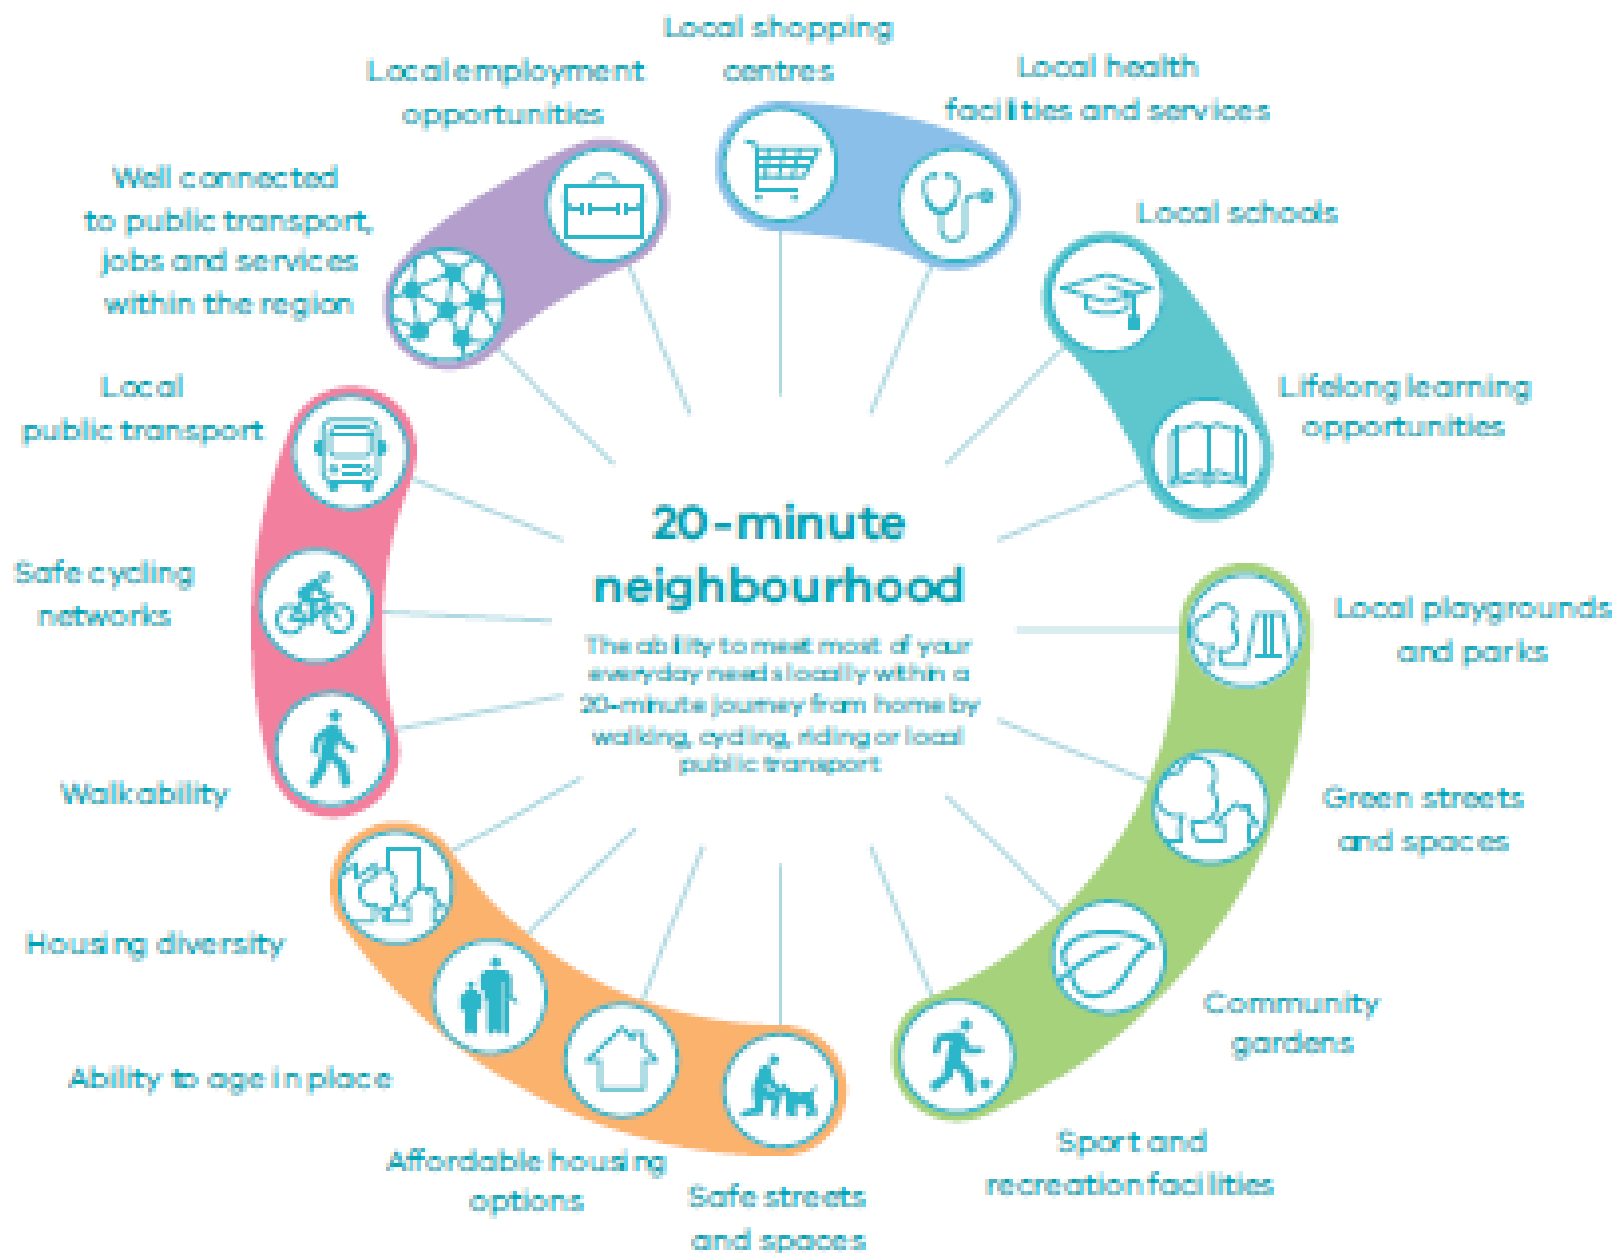 Local shopping
centres
Local health
facilities and services
Local schools
Lifelong learning
opportunities
Local playgrounds
and parks
Green streets
and spaces
Community
gardens
Sport and
recreation facilities
Safe streets
and spaces
Affordable housing
options
Ability to age in place
Housing diversity
Walkability
Safe cycling
networks
Local
public transport
Well connected
to public transport,
jobs and services
within the region
Local employment
opportunities
20-minute
neighbourhood
The ability to meet most of your
everyday needs locally within a
20-minute journey from home by
walking, cycling, riding or local
public transport